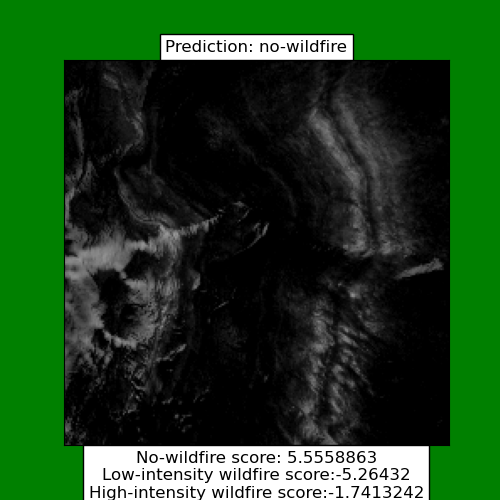 Prediction: no-wildfire
No-wildfire score: 5.5558863
Low-intensity wildfire score:-5.26432
High-intensity wildfire score:-1.7413242